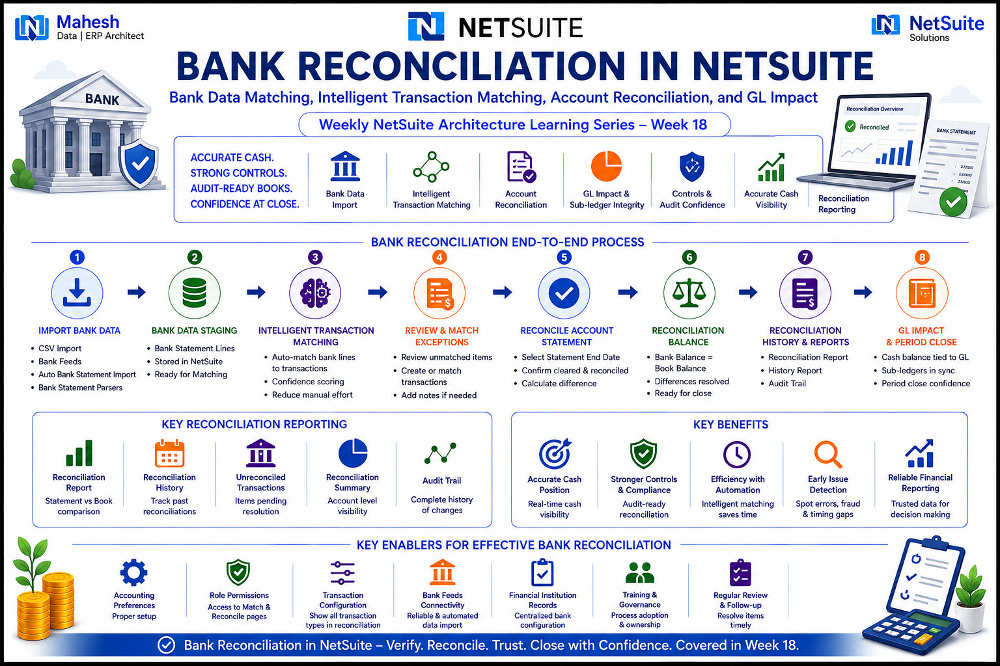 Mahesh
Data | ERP Architect
NETSUITE
NetSuite
Solutions
BANK RECONCILIATION IN NETSUITE
Bank Data Matching, Intelligent Transaction Matching, Account Reconciliation, and GL Impact
Weekly NetSuite Architecture Learning Series – Week 18
BANK
Reconciliation Overview
Reconciled
BANK STATEMENT
ACCURATE CASH.
STRONG CONTROLS.
AUDIT-READY BOOKS.
CONFIDENCE AT CLOSE.
Bank Data
Import
Intelligent
Transaction Matching
Account
Reconciliation
GL Impact &
Sub-ledger Integrity
Controls &
Audit Confidence
Accurate Cash
Visibility
Reconciliation
Reporting
BANK RECONCILIATION END-TO-END PROCESS
1
IMPORT BANK DATA
• CSV Import
• Bank Feeds
• Auto Bank Statement Import
• Bank Statement Parsers
2
BANK DATA STAGING
• Bank Statement Lines
• Stored in NetSuite
• Ready for Matching
3
INTELLIGENT TRANSACTION
MATCHING
• Auto-match bank lines
to transactions
• Confidence scoring
• Reduce manual effort
4
$
REVIEW & MATCH
EXCEPTIONS
• Review unmatched items
• Create or match
transactions
• Add notes if needed
5
RECONCILE ACCOUNT
STATEMENT
• Select Statement End Date
• Confirm cleared & reconciled
• Calculate difference
6
RECONCILIATION
BALANCE
• Bank Balance =
Book Balance
• Differences resolved
• Ready for close
7
$
RECONCILIATION
HISTORY & REPORTS
• Reconciliation Report
• History Report
• Audit Trail
8
GL IMPACT
& PERIOD CLOSE
• Cash balance tied to GL
• Sub-ledgers in sync
• Period close confidence
KEY RECONCILIATION REPORTING
Reconciliation
Report
Statement vs Book
comparison
Reconciliation
History
Track past
reconciliations
Unreconciled
Transactions
Items pending
resolution
Reconciliation
Summary
Account level
visibility
Audit Trail
Complete history
of changes
KEY BENEFITS
Accurate Cash
Position
Real-time cash
visibility
Stronger Controls
& Compliance
Audit-ready
reconciliation
Efficiency with
Automation
Intelligent matching
saves time
Early Issue
Detection
Spot errors, fraud
& timing gaps
Reliable Financial
Reporting
Trusted data for
decision making
KEY ENABLERS FOR EFFECTIVE BANK RECONCILIATION
Accounting
Preferences
Proper setup
Role Permissions
Access to Match &
Reconcile pages
Transaction
Configuration
Show all transaction
types in reconciliation
Bank Feeds
Connectivity
Reliable & automated
data import
Financial Institution
Records
Centralized bank
configuration
Training &
Governance
Process adoption
& ownership
Regular Review
& Follow-up
Resolve items
timely
Bank Reconciliation in NetSuite – Verify. Reconcile. Trust. Close with Confidence. Covered in Week 18.